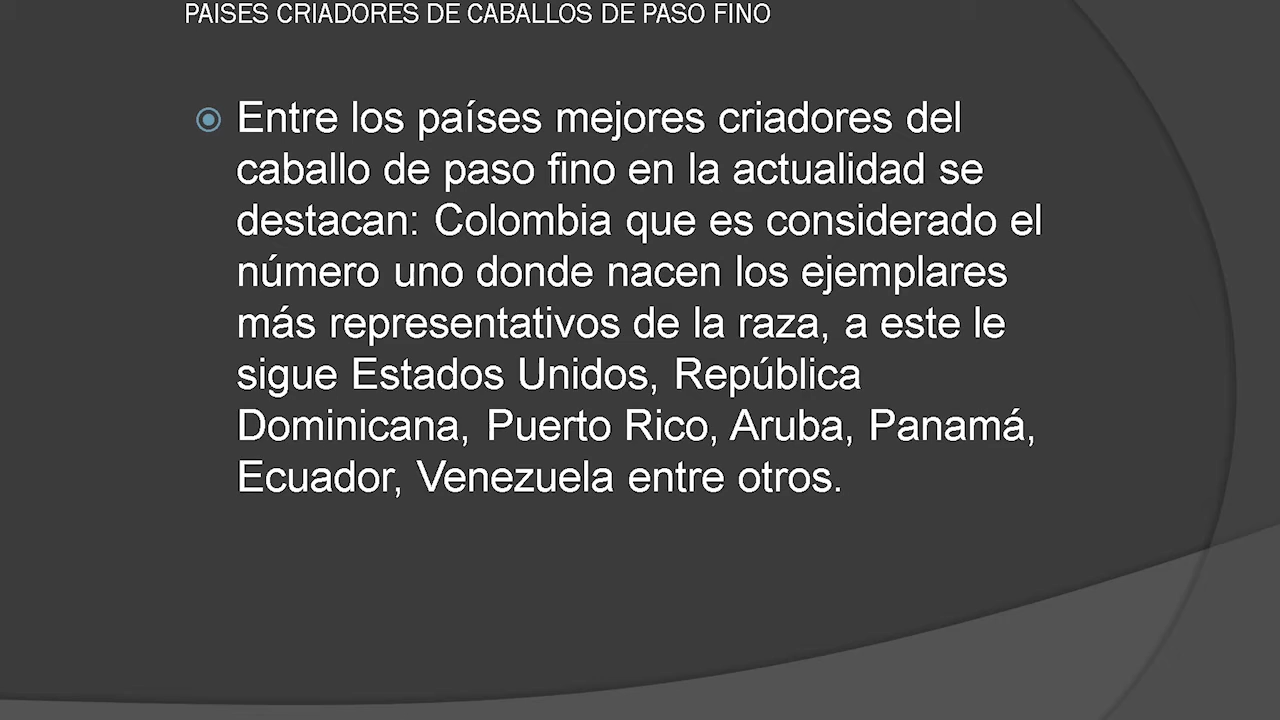 PAISES CRIADORES DE CABALLOS DE PASO FINO
Entre los países mejores criadores del
caballo de paso fino en la actualidad se
destacan: Colombia que es considerado el
número uno donde nacen los ejemplares
más representativos de la raza, a este le
sigue Estados Unidos, República
Dominicana, Puerto Rico, Aruba, Panamá,
Ecuador, Venezuela entre otros.